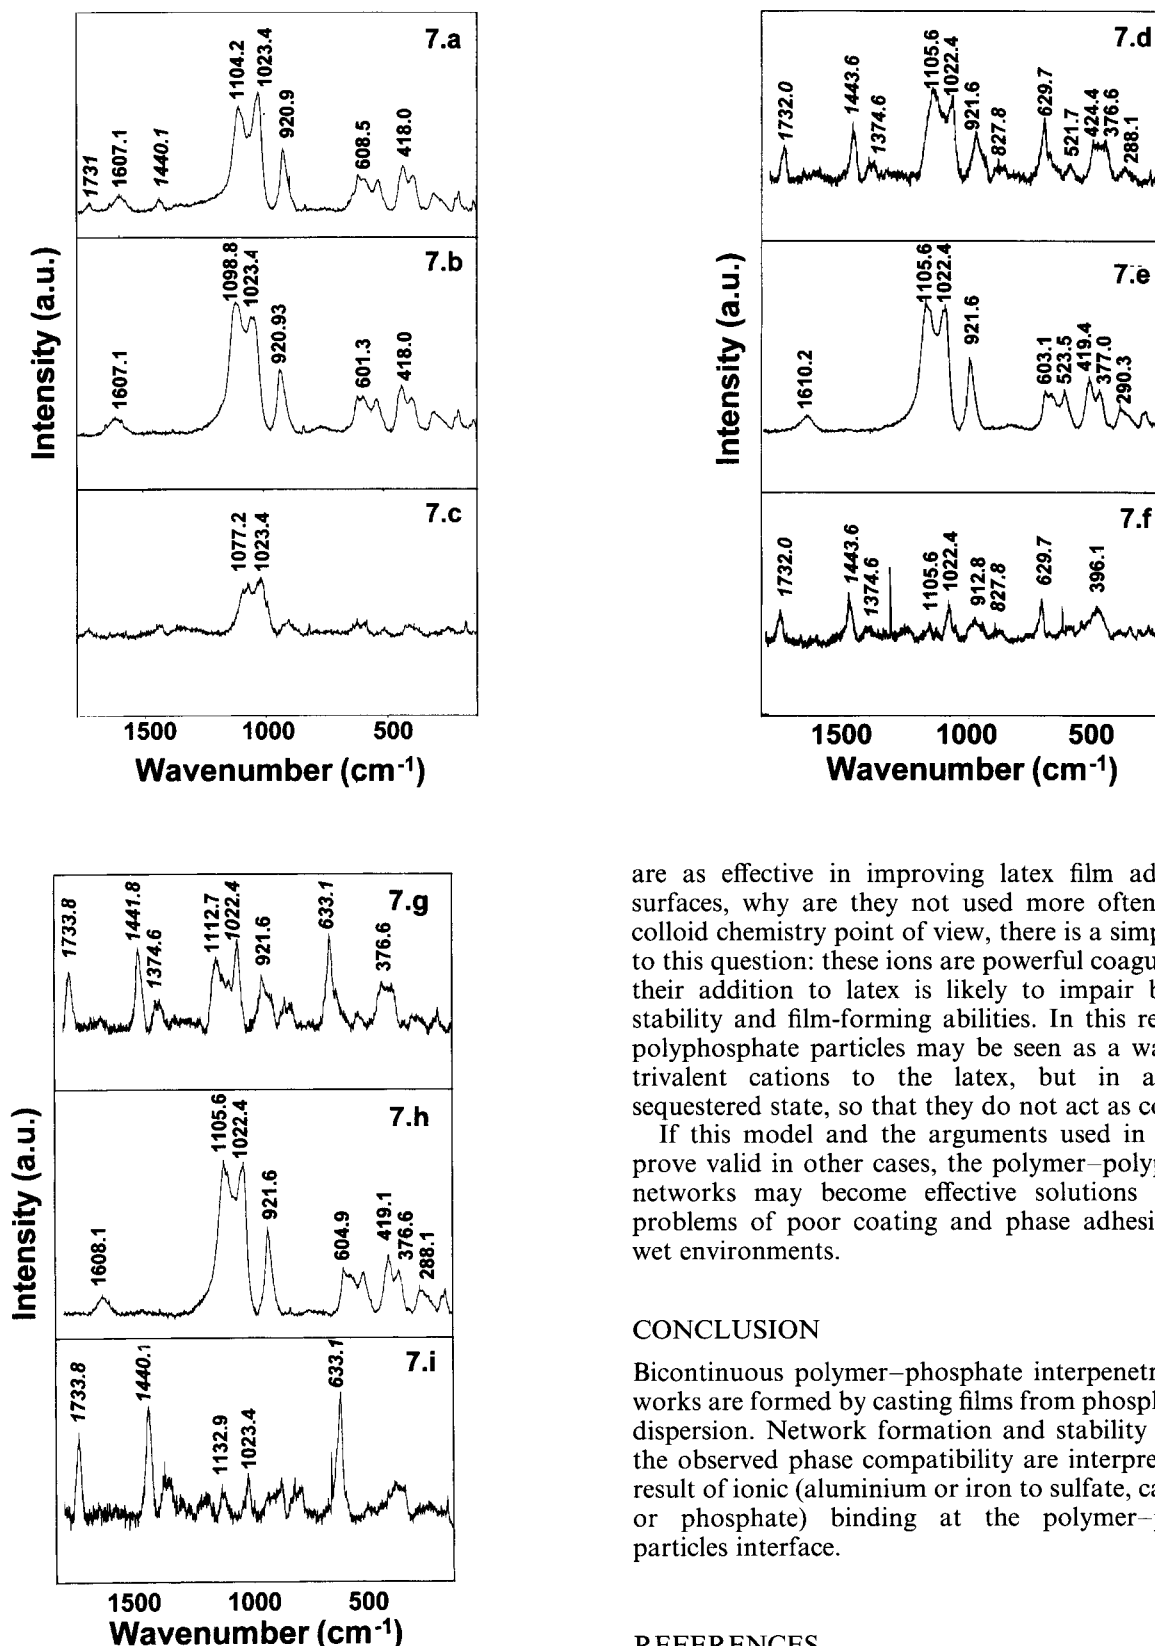 7.a
1731
1607.1
1440.1
1104.2
1023.4
920.9
608.5
418.0
7.b
1607.1
1098.8
1023.4
920.93
601.3
418.0
7.c
1077.2
1023.4
Intensity (a.u.)
1500 1000 500
Wavenumber (cm-1)
7.d
1732.0
1443.6
1374.6
1105.6
1022.4
921.6
827.8
629.7
521.7
424.4
376.6
288.1
7.e
1610.2
1105.6
1022.4
921.6
603.1
523.5
419.4
377.0
290.3
7.f
1732.0
1443.6
1374.6
1105.6
1022.4
912.8
827.8
629.7
396.1
Intensity (a.u.)
1500 1000 500
Wavenumber (cm-1)
7.g
1733.8
1441.8
1374.6
1112.7
1022.4
921.6
633.1
376.6
7.h
1608.1
1105.6
1022.4
921.6
604.9
419.1
376.6
288.1
7.i
1733.8
1440.1
1132.9
1023.4
633.1
Intensity (a.u.)
1500 1000 500
Wavenumber (cm-1)
are as effective in improving latex film ad
surfaces, why are they not used more often
colloid chemistry point of view, there is a simp
to this question: these ions are powerful coagu
their addition to latex is likely to impair b
stability and film-forming abilities. In this re
polyphosphate particles may be seen as a wa
trivalent cations to the latex, but in a
sequestered state, so that they do not act as co
If this model and the arguments used in
prove valid in other cases, the polymer–polyp
networks may become effective solutions
problems of poor coating and phase adhesi
wet environments.
CONCLUSION
Bicontinuous polymer–phosphate interpenetr
works are formed by casting films from phosph
dispersion. Network formation and stability
the observed phase compatibility are interpre
result of ionic (aluminium or iron to sulfate, ca
or phosphate) binding at the polymer–p
particles interface.
REFERENCES